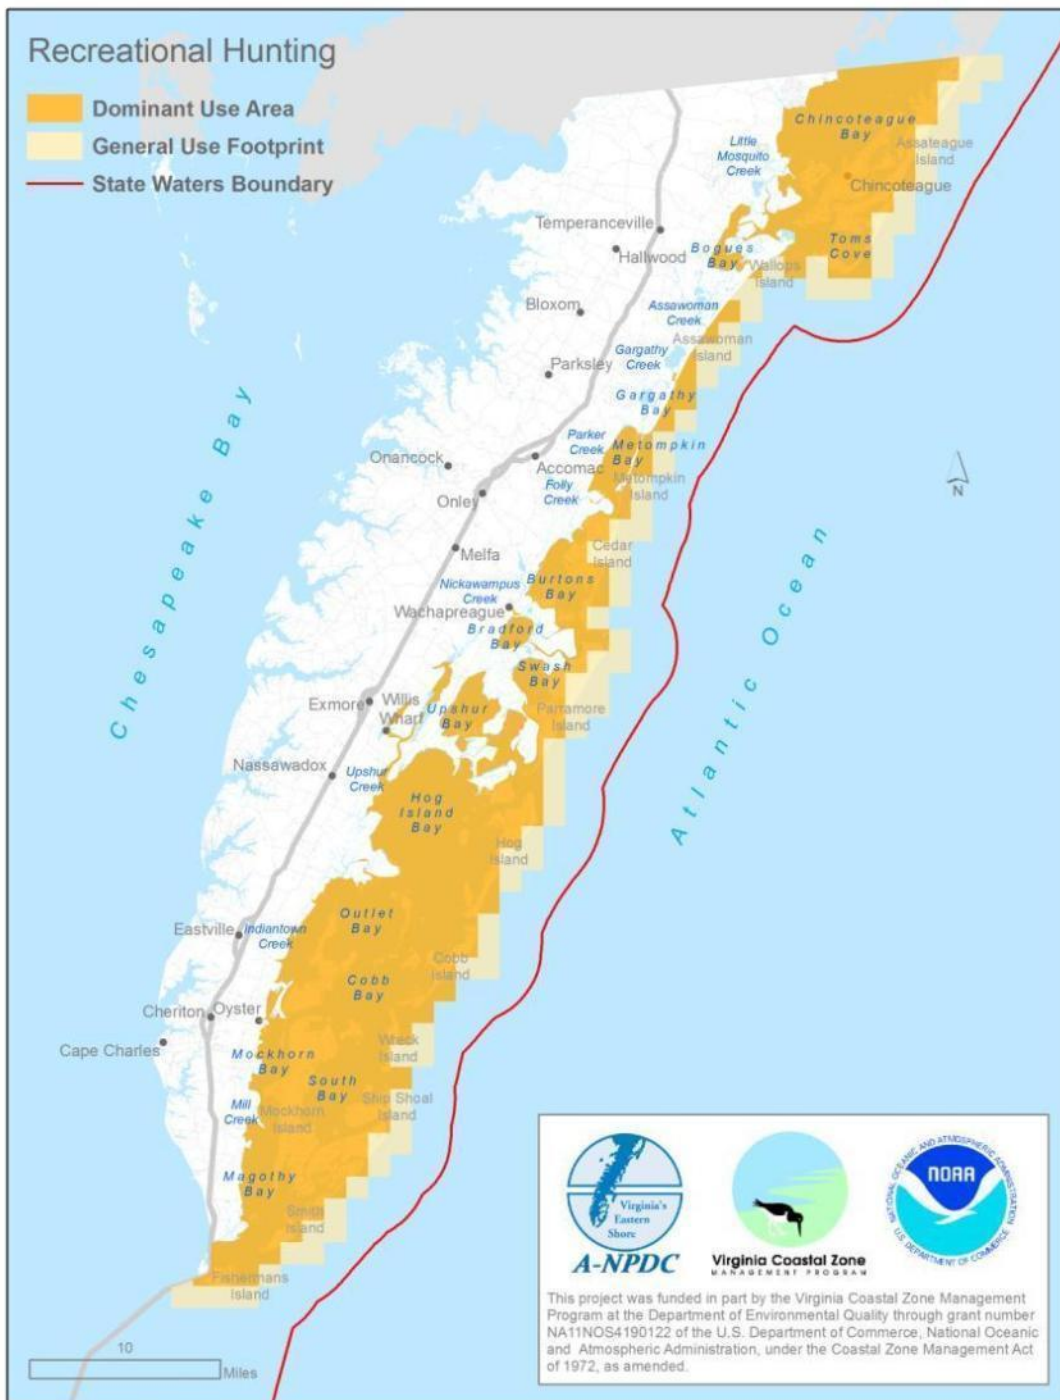 Recreational Hunting
Dominant Use Area
General Use Footprint
State Waters Boundary
Chincoteague
Bay
Assateague
Island
Little
Mosquito
Creek
Chincoteague
Temperanceville
Hallwood
Bogues
Bay
Wallops
Island
Toms
Cove
Bloxom
Assawoman
Creek
Assawoman
Island
Gargathy
Creek
Parksley
Gargathy
Bay
Parker
Creek
Metompkin
Bay
Onancock
Accomac
Metompkin
Island
Folly
Creek
Onley
N
Chesapeake Bay
Atlantic Ocean
Melfa
Cedar
Island
Nickawampus
Creek
Burtons
Bay
Wachapreague
Bradford
Bay
Swash
Bay
Exmore
Willis
Wharf
Upshur
Bay
Parramore
Island
Nassawadox
Upshur
Creek
Hog
Island
Bay
Hog
Island
Outlet
Bay
Eastville
Indiantown
Creek
Cobb
Island
Cobb
Bay
Cheriton
Oyster
Cape Charles
Mockhorn
Bay
Wreck
Island
South
Bay
Ship Shoal
Island
Mill
Creek
Mockhorn
Island
Magothy
Bay
Smith
Island
Fishermans
Island
10
Miles
Virginia's
Eastern
Shore
A-NPDC
Virginia Coastal Zone
MANAGEMENT PROGRAM
NATIONAL OCEANIC AND ATMOSPHERIC ADMINISTRATION
NOAA
U.S. DEPARTMENT OF COMMERCE
This project was funded in part by the Virginia Coastal Zone Management
Program at the Department of Environmental Quality through grant number
NA11NOS4190122 of the U.S. Department of Commerce, National Oceanic
and Atmospheric Administration, under the Coastal Zone Management Act
of 1972, as amended.